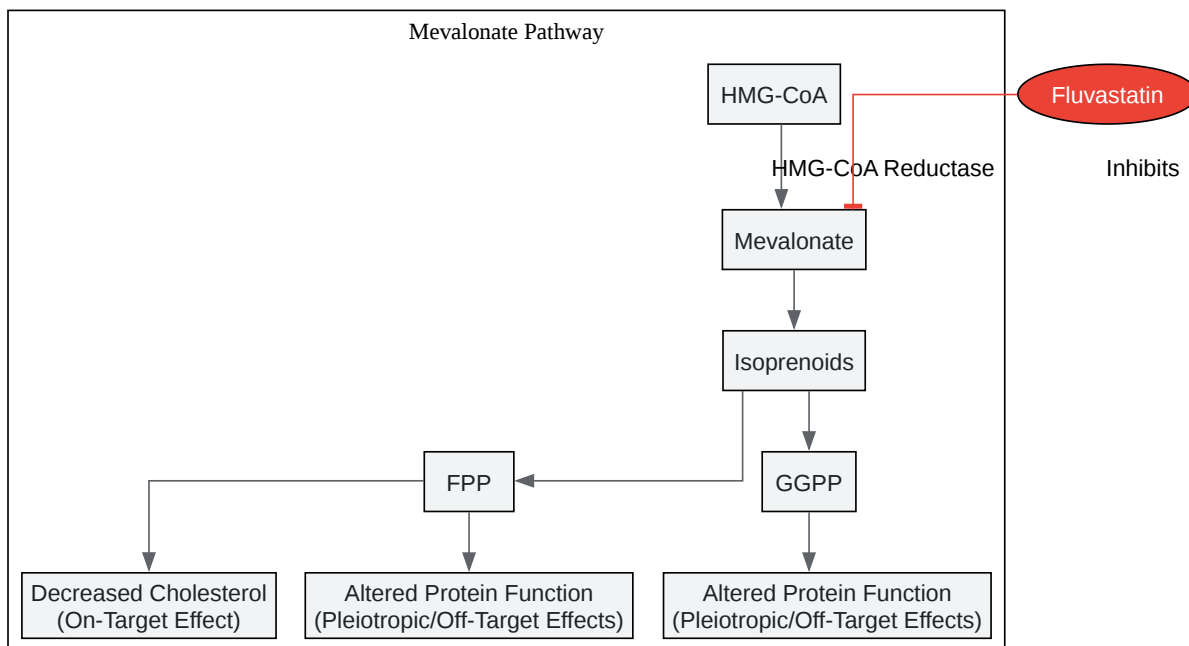 Mevalonate Pathway
HMG-CoA
Fluvastatin
HMG-CoA Reductase
Inhibits
Mevalonate
Isoprenoids
FPP
GGPP
Decreased Cholesterol
(On-Target Effect)
Altered Protein Function
(Pleiotropic/Off-Target Effects)
Altered Protein Function
(Pleiotropic/Off-Target Effects)